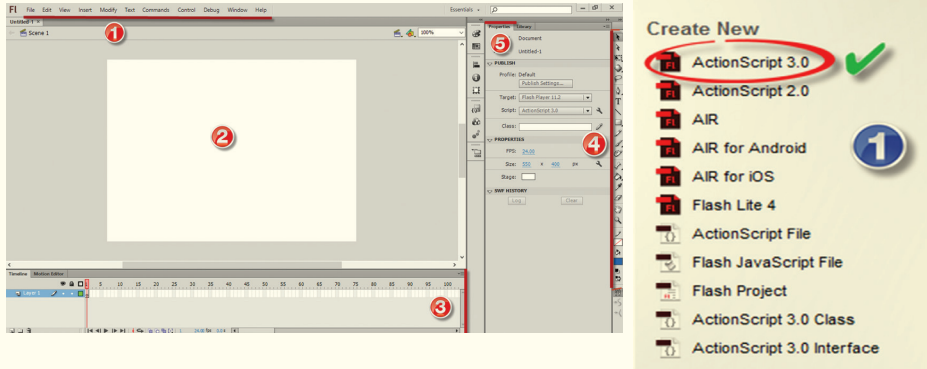 Fl File Edit View Insert Modify Text Commands Control Debug Window Help Essentials
Untitled-1 ×
Scene 1 100%
1
2
Properties Library
5
Document
Untitled-1
PUBLISH
Profile: Default
Publish Settings...
Target: Flash Player 11.2
Script: ActionScript 3.0
Class:
4
PROPERTIES
FPS: 24.00
Size: 550 x 400 px
Stage:
SWF HISTORY
Log Clear
Timeline Motion Editor
5 10 15 20 25 30 35 40 45 50 55 60 65 70 75 80 85 90 95 100
Layer 1
3
Create New
ActionScript 3.0
ActionScript 2.0
AIR
AIR for Android
1
AIR for iOS
Flash Lite 4
ActionScript File
Flash JavaScript File
Flash Project
ActionScript 3.0 Class
ActionScript 3.0 Interface